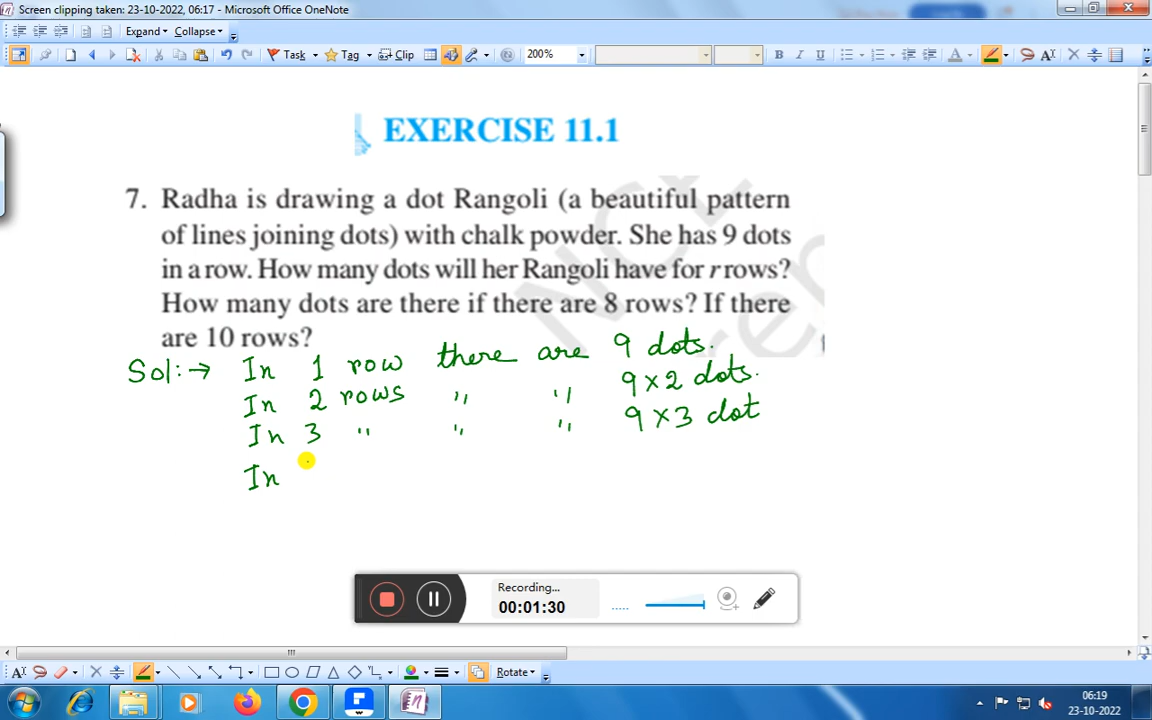 Screen clipping taken: 23-10-2022, 06:17 - Microsoft Office OneNote
Expand Collapse
Task Tag Clip 200% B I U
EXERCISE 11.1
7. Radha is drawing a dot Rangoli (a beautiful pattern
of lines joining dots) with chalk powder. She has 9 dots
in a row. How many dots will her Rangoli have for r rows?
How many dots are there if there are 8 rows? If there
are 10 rows?
Sol:→ In 1 row there are 9 dots.
In 2 rows " " 9 × 2 dots.
In 3 " " " 9 × 3 dot
In
Recording...
00:01:30
Rotate
06:19
23-10-2022